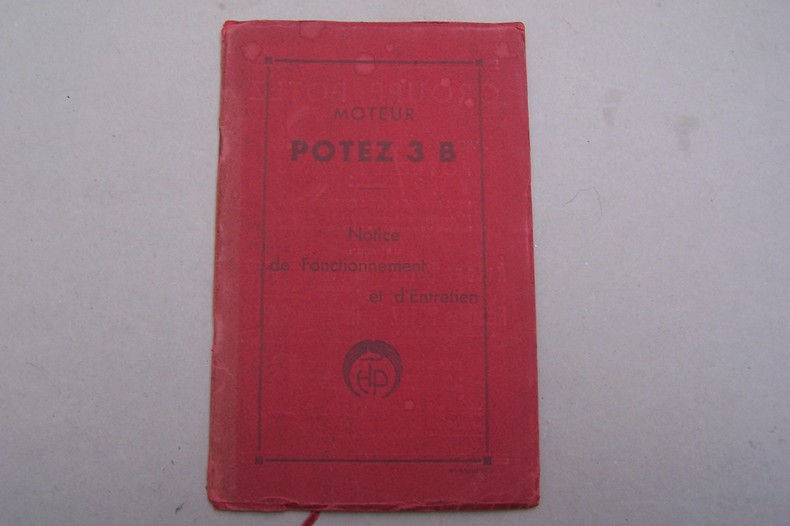 MOTEUR
POTEZ 3 B
Notice
de Fonctionnement
et d'Entretien
HP